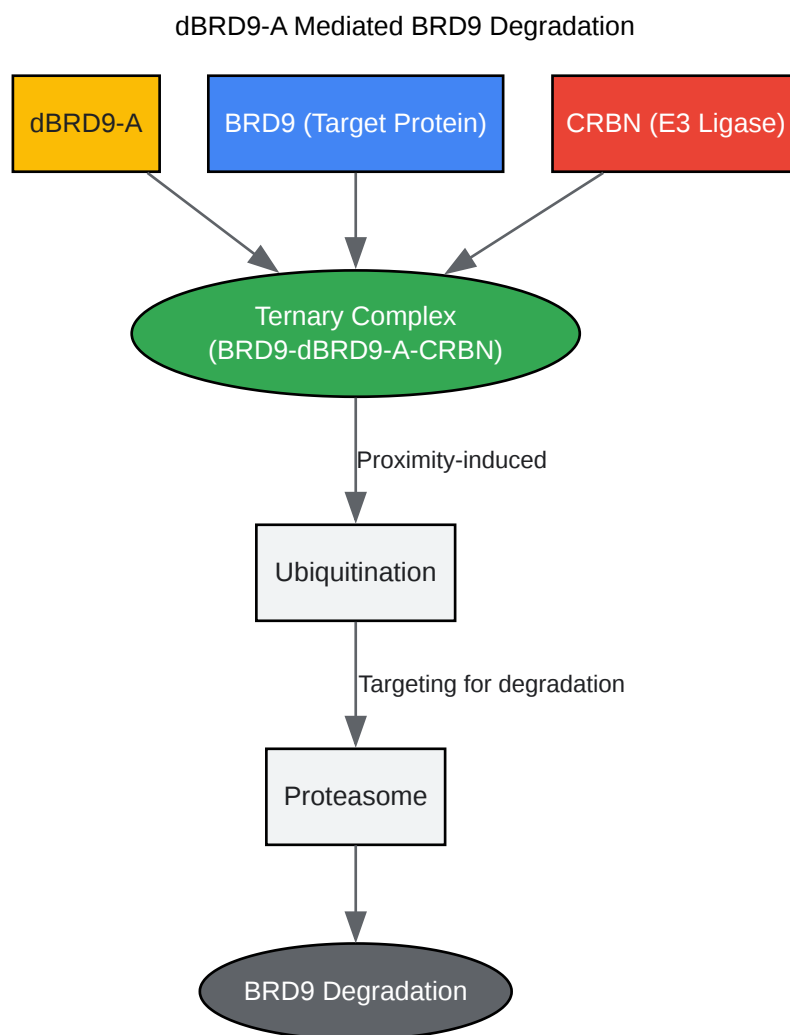 dBRD9-A Mediated BRD9 Degradation
dBRD9-A
BRD9 (Target Protein)
CRBN (E3 Ligase)
Ternary Complex
(BRD9-dBRD9-A-CRBN)
Proximity-induced
Ubiquitination
Targeting for degradation
Proteasome
BRD9 Degradation